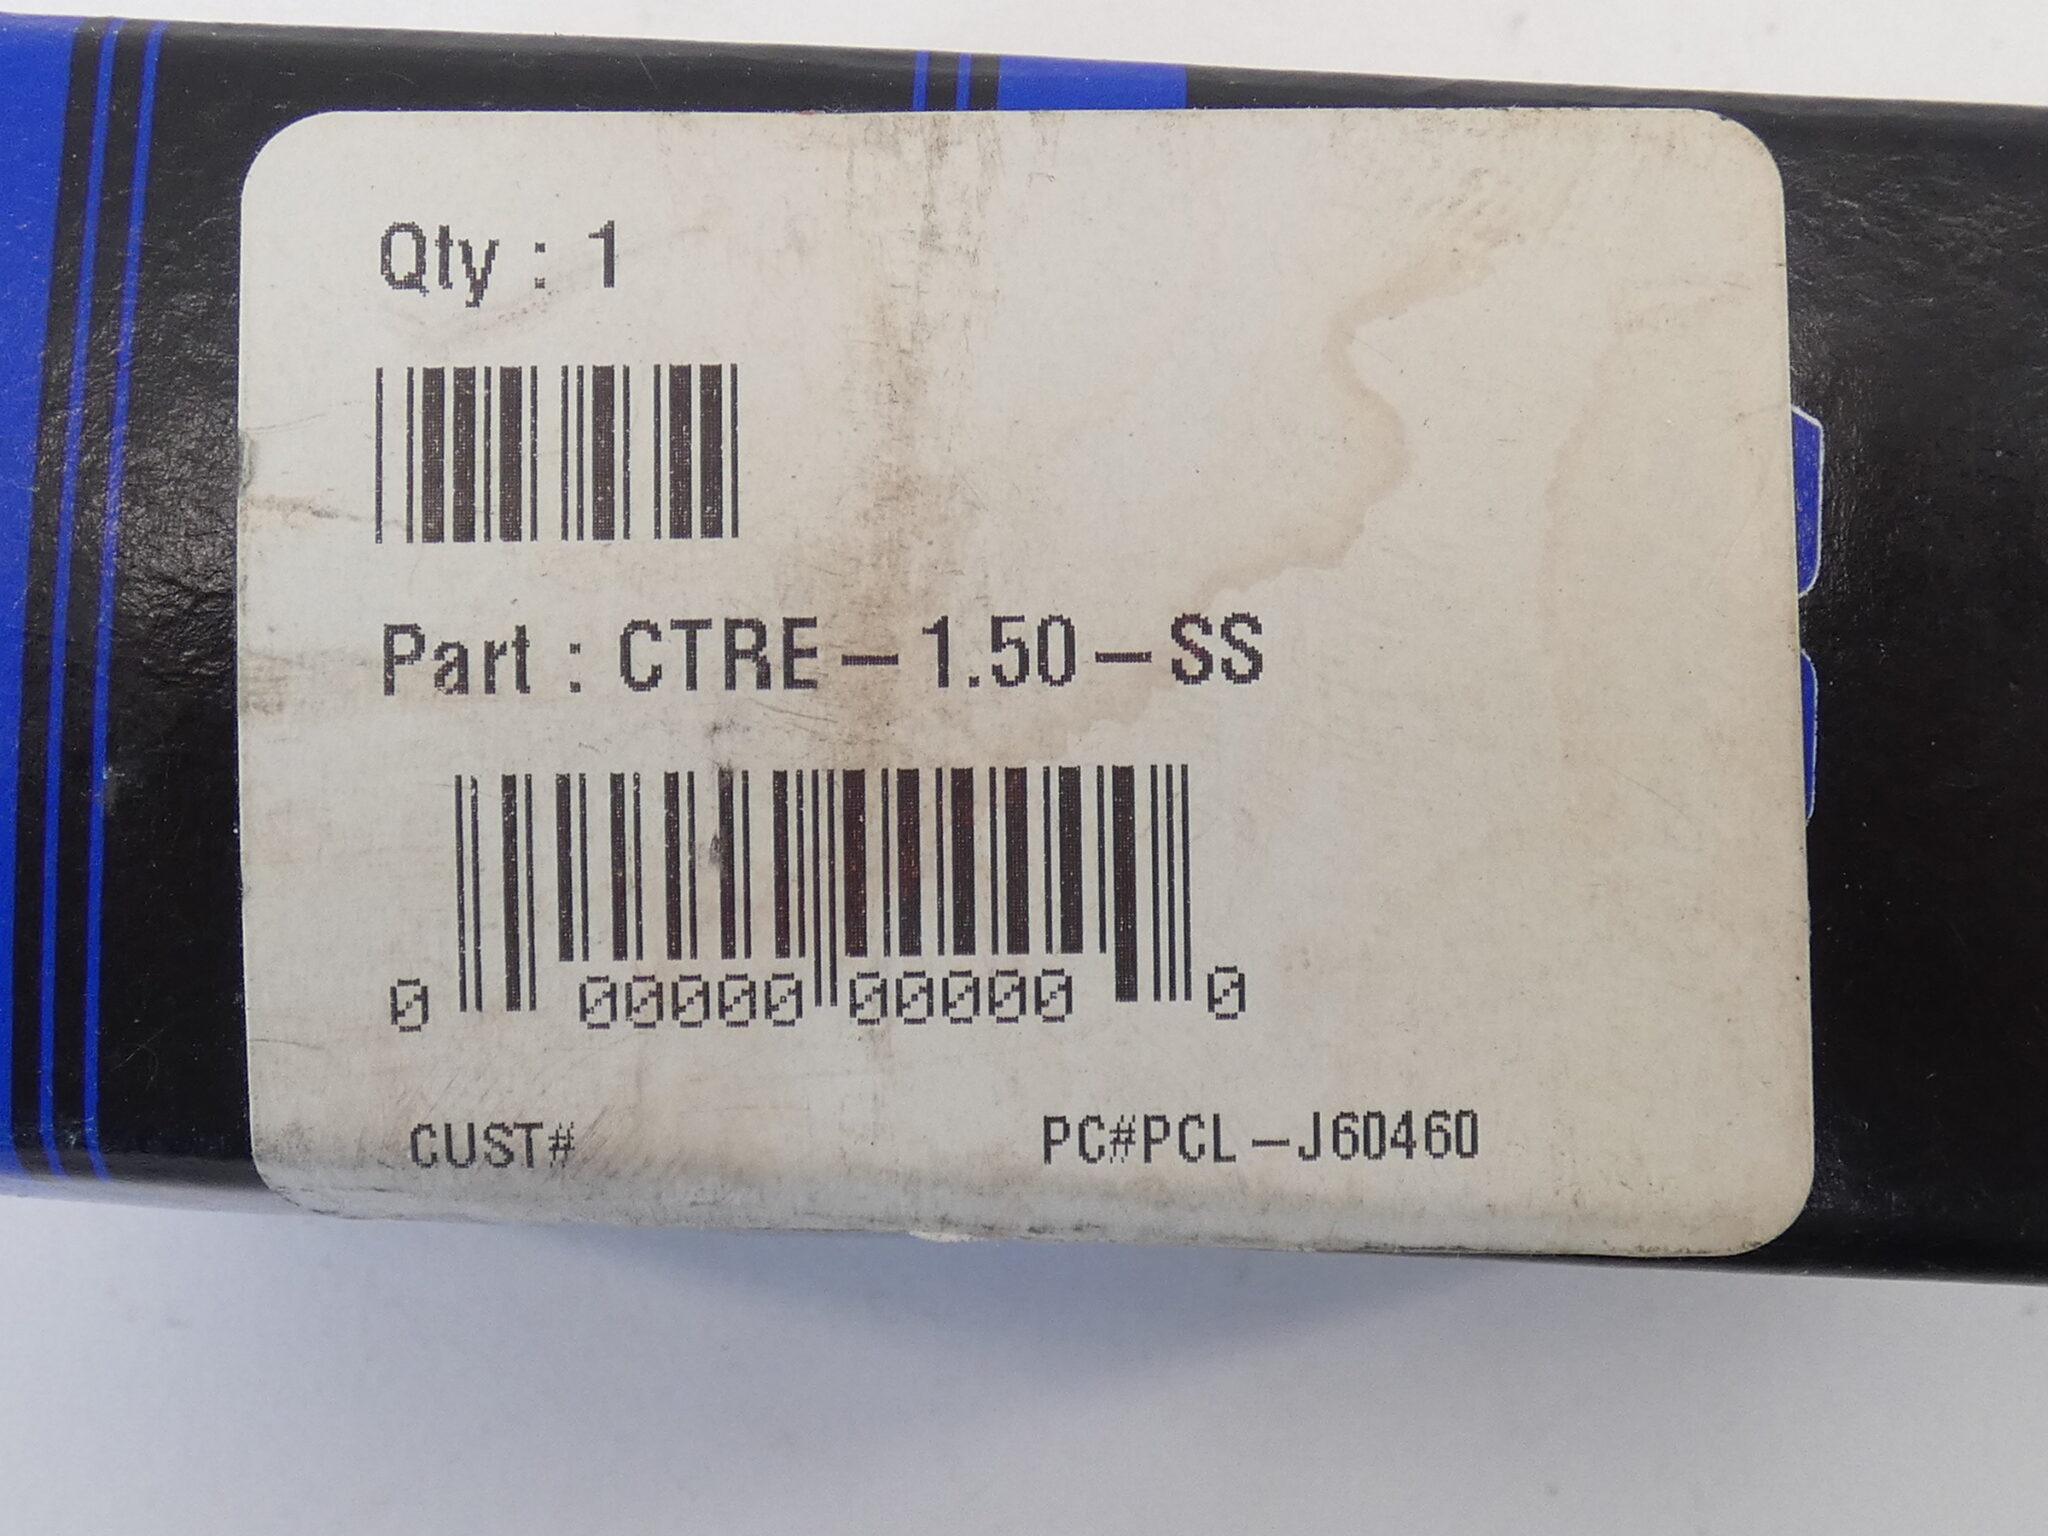 Qty : 1
Part : CTRE-1.50-SS
0 00000 00000 0
CUST# PC#PCL-J60460